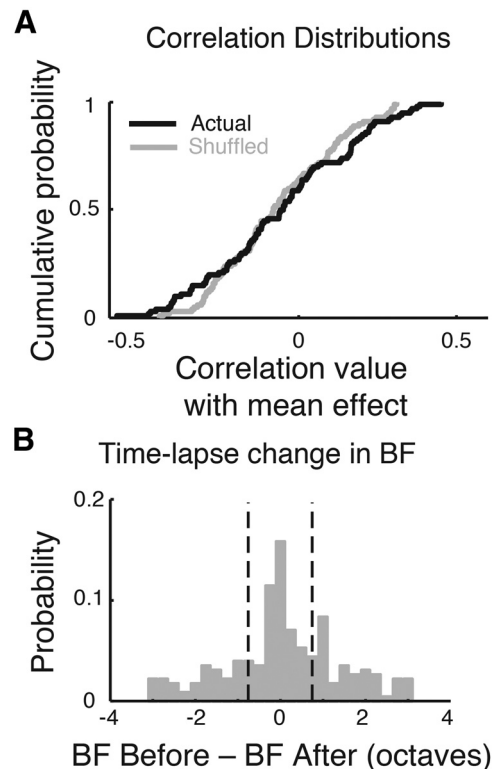 A
Correlation Distributions
Cumulative probability
1
0.5
0
Actual
Shuffled
-0.5
0
0.5
Correlation value
with mean effect
B
Time-lapse change in BF
Probability
0.2
0.1
0
-4
-2
0
2
4
BF Before – BF After (octaves)